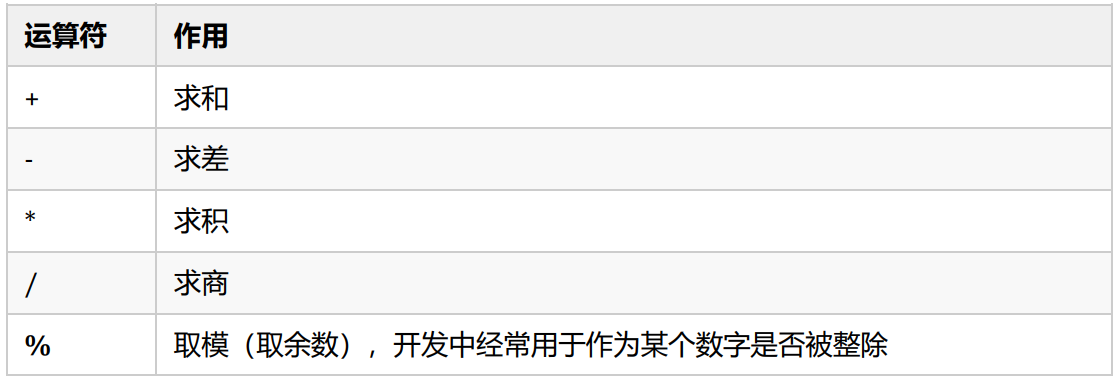 运算符 作用
+ 求和
- 求差
* 求积
/ 求商
% 取模（取余数），开发中经常用于作为某个数字是否被整除